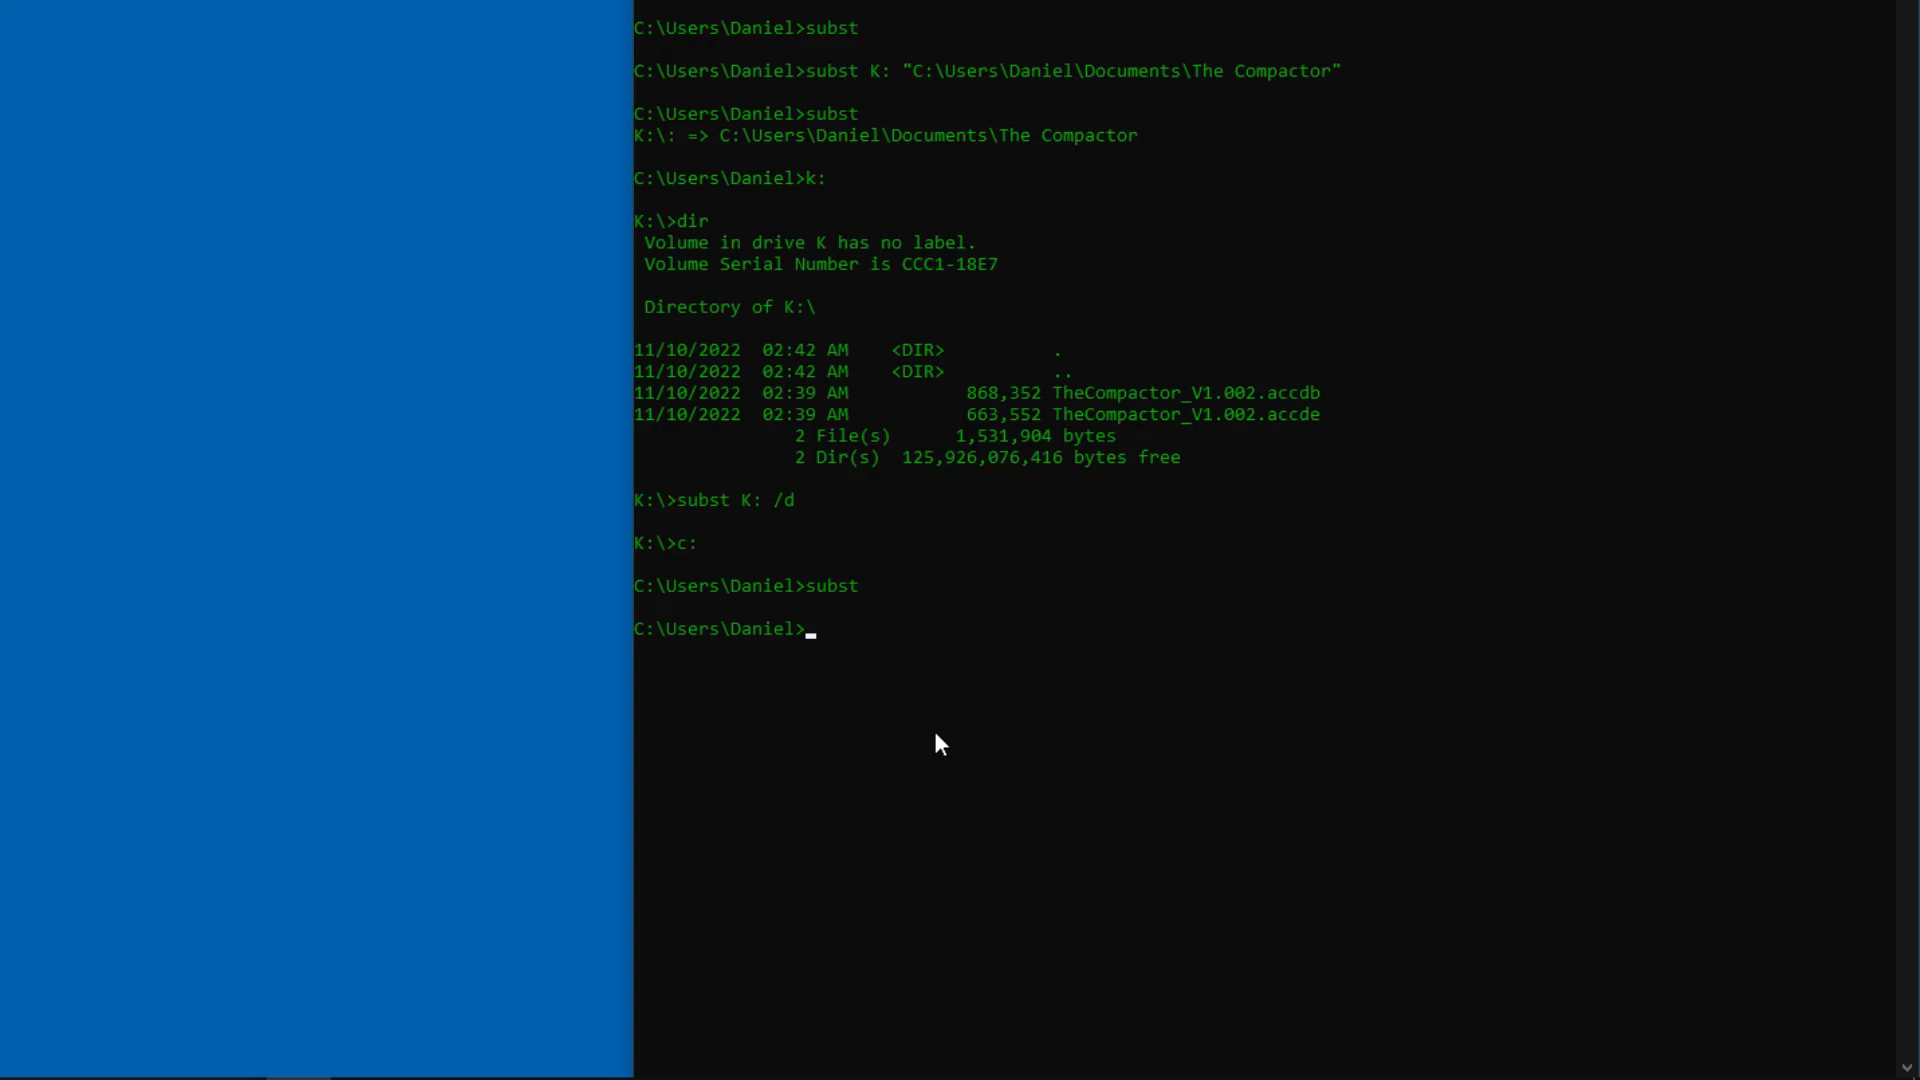 C:\Users\Daniel>subst
C:\Users\Daniel>subst K: "C:\Users\Daniel\Documents\The Compactor"
C:\Users\Daniel>subst
K:\: => C:\Users\Daniel\Documents\The Compactor
C:\Users\Daniel>k:
K:\>dir
Volume in drive K has no label.
Volume Serial Number is CCC1-18E7
Directory of K:\
11/10/2022  02:42 AM    <DIR>          .
11/10/2022  02:42 AM    <DIR>          ..
11/10/2022  02:39 AM           868,352 TheCompactor_V1.002.accdb
11/10/2022  02:39 AM           663,552 TheCompactor_V1.002.accde
2 File(s)      1,531,904 bytes
2 Dir(s)  125,926,076,416 bytes free
K:\>subst K: /d
K:\>c:
C:\Users\Daniel>subst
C:\Users\Daniel>